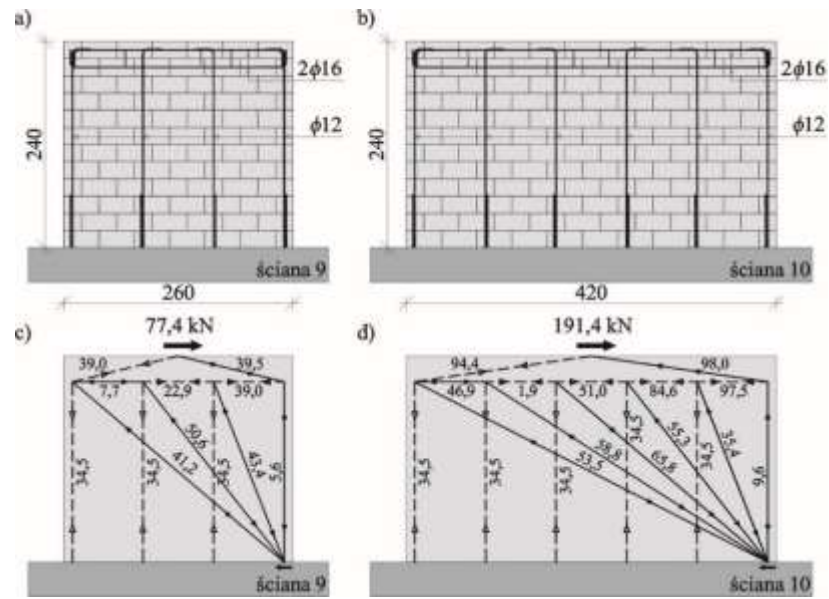 a)
b)
2ϕ16
2ϕ16
240
240
ϕ12
ϕ12
ściana 9
ściana 10
260
420
c)
77,4 kN
d)
191,4 kN
39,0
39,5
94,4
98,0
7,7
22,9
39,0
46,9
1,9
51,0
84,6
97,5
34,5
34,5
34,5
41,2
50,6
43,4
5,6
34,5
34,5
34,5
34,5
34,5
53,5
58,8
65,8
55,3
35,4
9,6
ściana 9
ściana 10